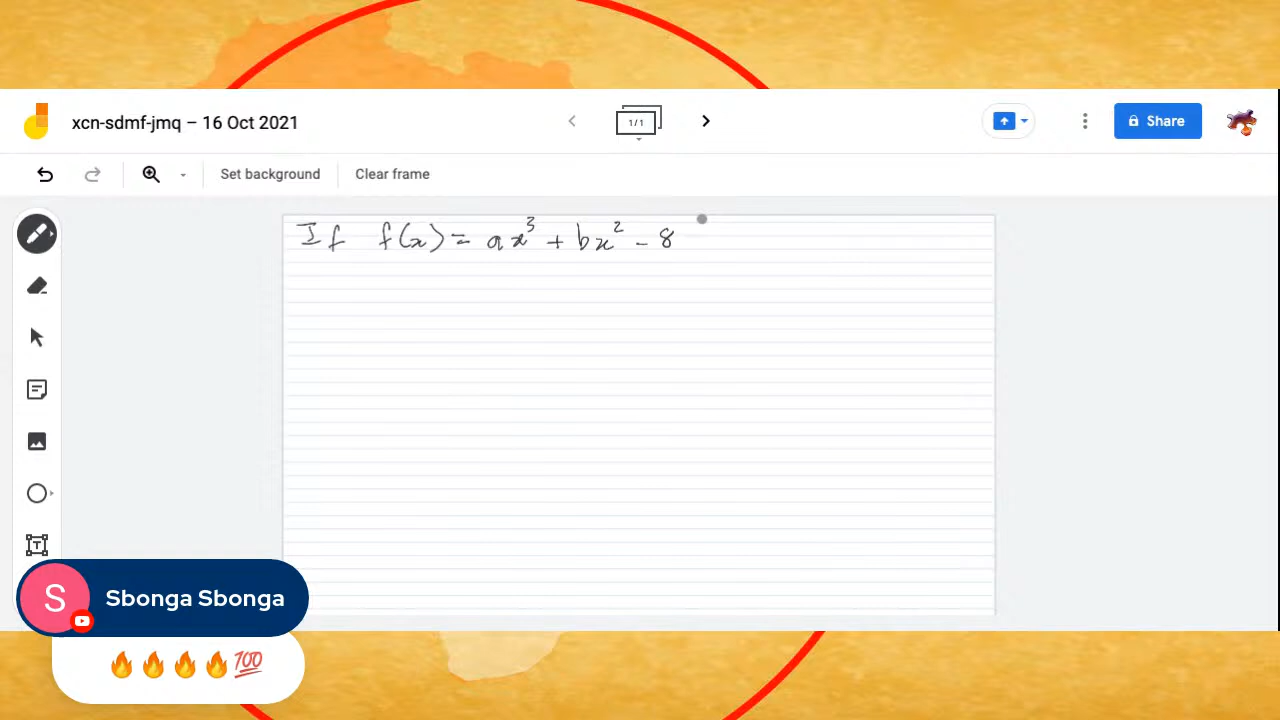 xcn-sdmf-jmq – 16 Oct 2021
1/1
Share
Set background
Clear frame
If f(x) = ax³ + bx² - 8
T
S
Sbonga Sbonga
🔥🔥🔥🔥💯